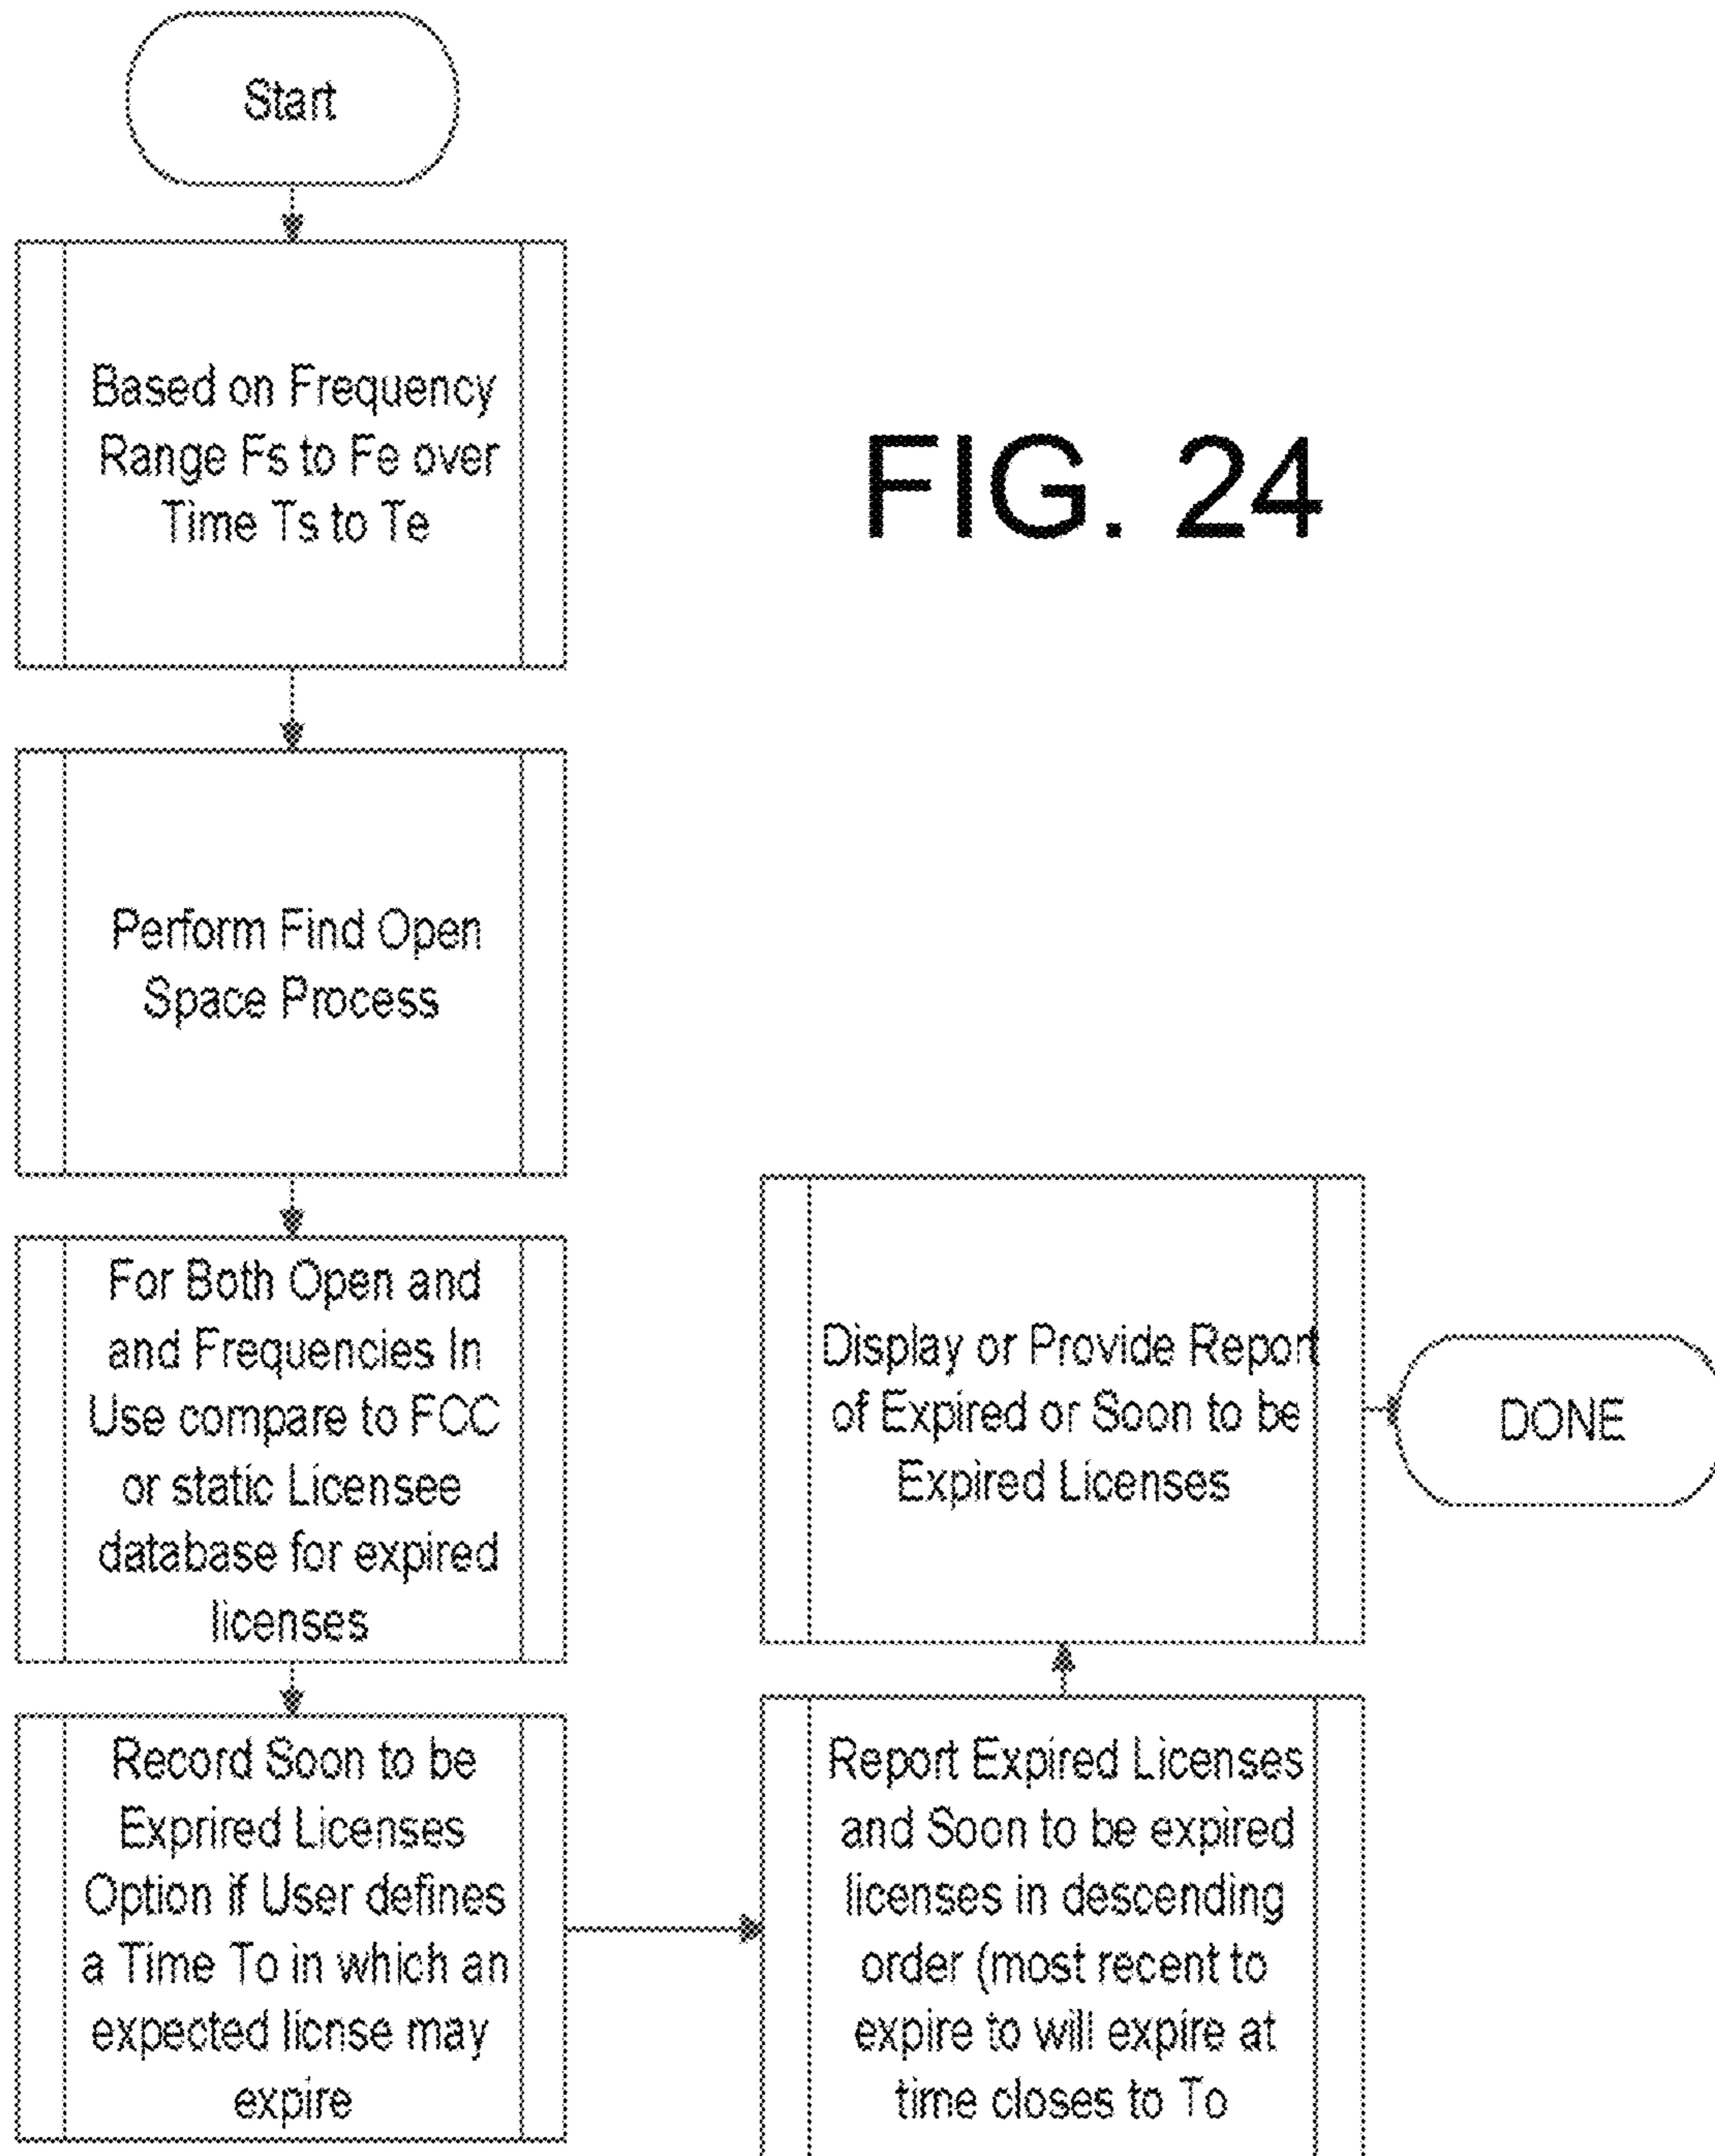 Start
Based on Frequency
Range Fs to Fe over
Time Ts to Te
FIG. 24
Perform Find Open
Space Process
For Both Open and
and Frequencies In
Use compare to FCC
or static Licensee
database for expired
licenses
Record Soon to be
Exprired Licenses
Option if User defines
a Time To in which an
expected licnse may
expire
Report Expired Licenses
and Soon to be expired
licenses in descending
order (most recent to
expire to will expire at
time closes to To
Display or Provide Report
of Expired or Soon to be
Expired Licenses
DONE